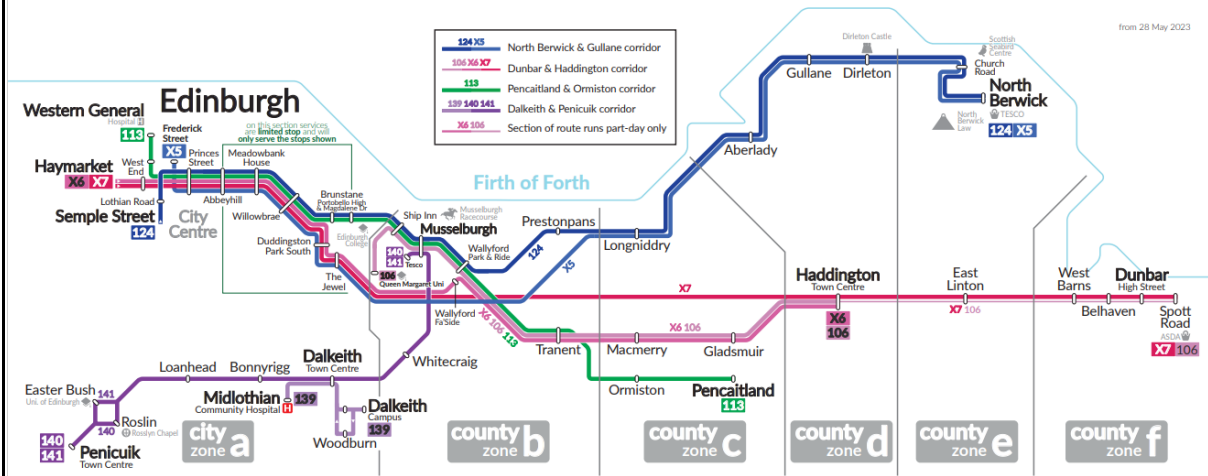 from 28 May 2023
124 X5 North Berwick & Gullane corridor
106 X6 X7 Dunbar & Haddington corridor
113 Pencaitland & Ormiston corridor
139 140 141 Dalkeith & Penicuik corridor
X6 106 Section of route runs part-day only
Dirleton Castle
Scottish
Seabird
Centre
Gullane
Dirleton
Church
Road
North
Berwick
TESCO
124 X5
North
Berwick
Law
Aberlady
Firth of Forth
Edinburgh
Western General
Hospital H
113
Frederick
Street
X5
on this section services
are limited stop and will
only serve the stops shown
Haymarket
X6 X7
West
End
Princes
Street
Meadowbank
House
Lothian Road
Semple Street
124
City
Centre
Abbeyhill
Willowbrae
Brunstane
Portobello High
& Magdalene Dr
Duddingston
Park South
The
Jewel
Edinburgh
College
Ship Inn
Musselburgh
Racecourse
Musselburgh
140
141
Tesco
106
Queen Margaret Uni
Wallyford
Park & Ride
Wallyford
Fa'Side
Prestonpans
124
X5
Longniddry
X7
X6 106 113
Tranent
X6 106
Macmerry
Gladsmuir
Haddington
Town Centre
X6
106
East
Linton
X7 106
West
Barns
Belhaven
Dunbar
High Street
Spott
Road
ASDA
X7 106
Ormiston
Pencaitland
113
Whitecraig
Loanhead
Bonnyrigg
Dalkeith
Town Centre
Easter Bush
Uni. of Edinburgh
141
140
Roslin
Rosslyn Chapel
140
141
Penicuik
Town Centre
Midlothian
Community Hospital H
139
Dalkeith
Campus
139
Woodburn
city
zone a
county
zone b
county
zone c
county
zone d
county
zone e
county
zone f